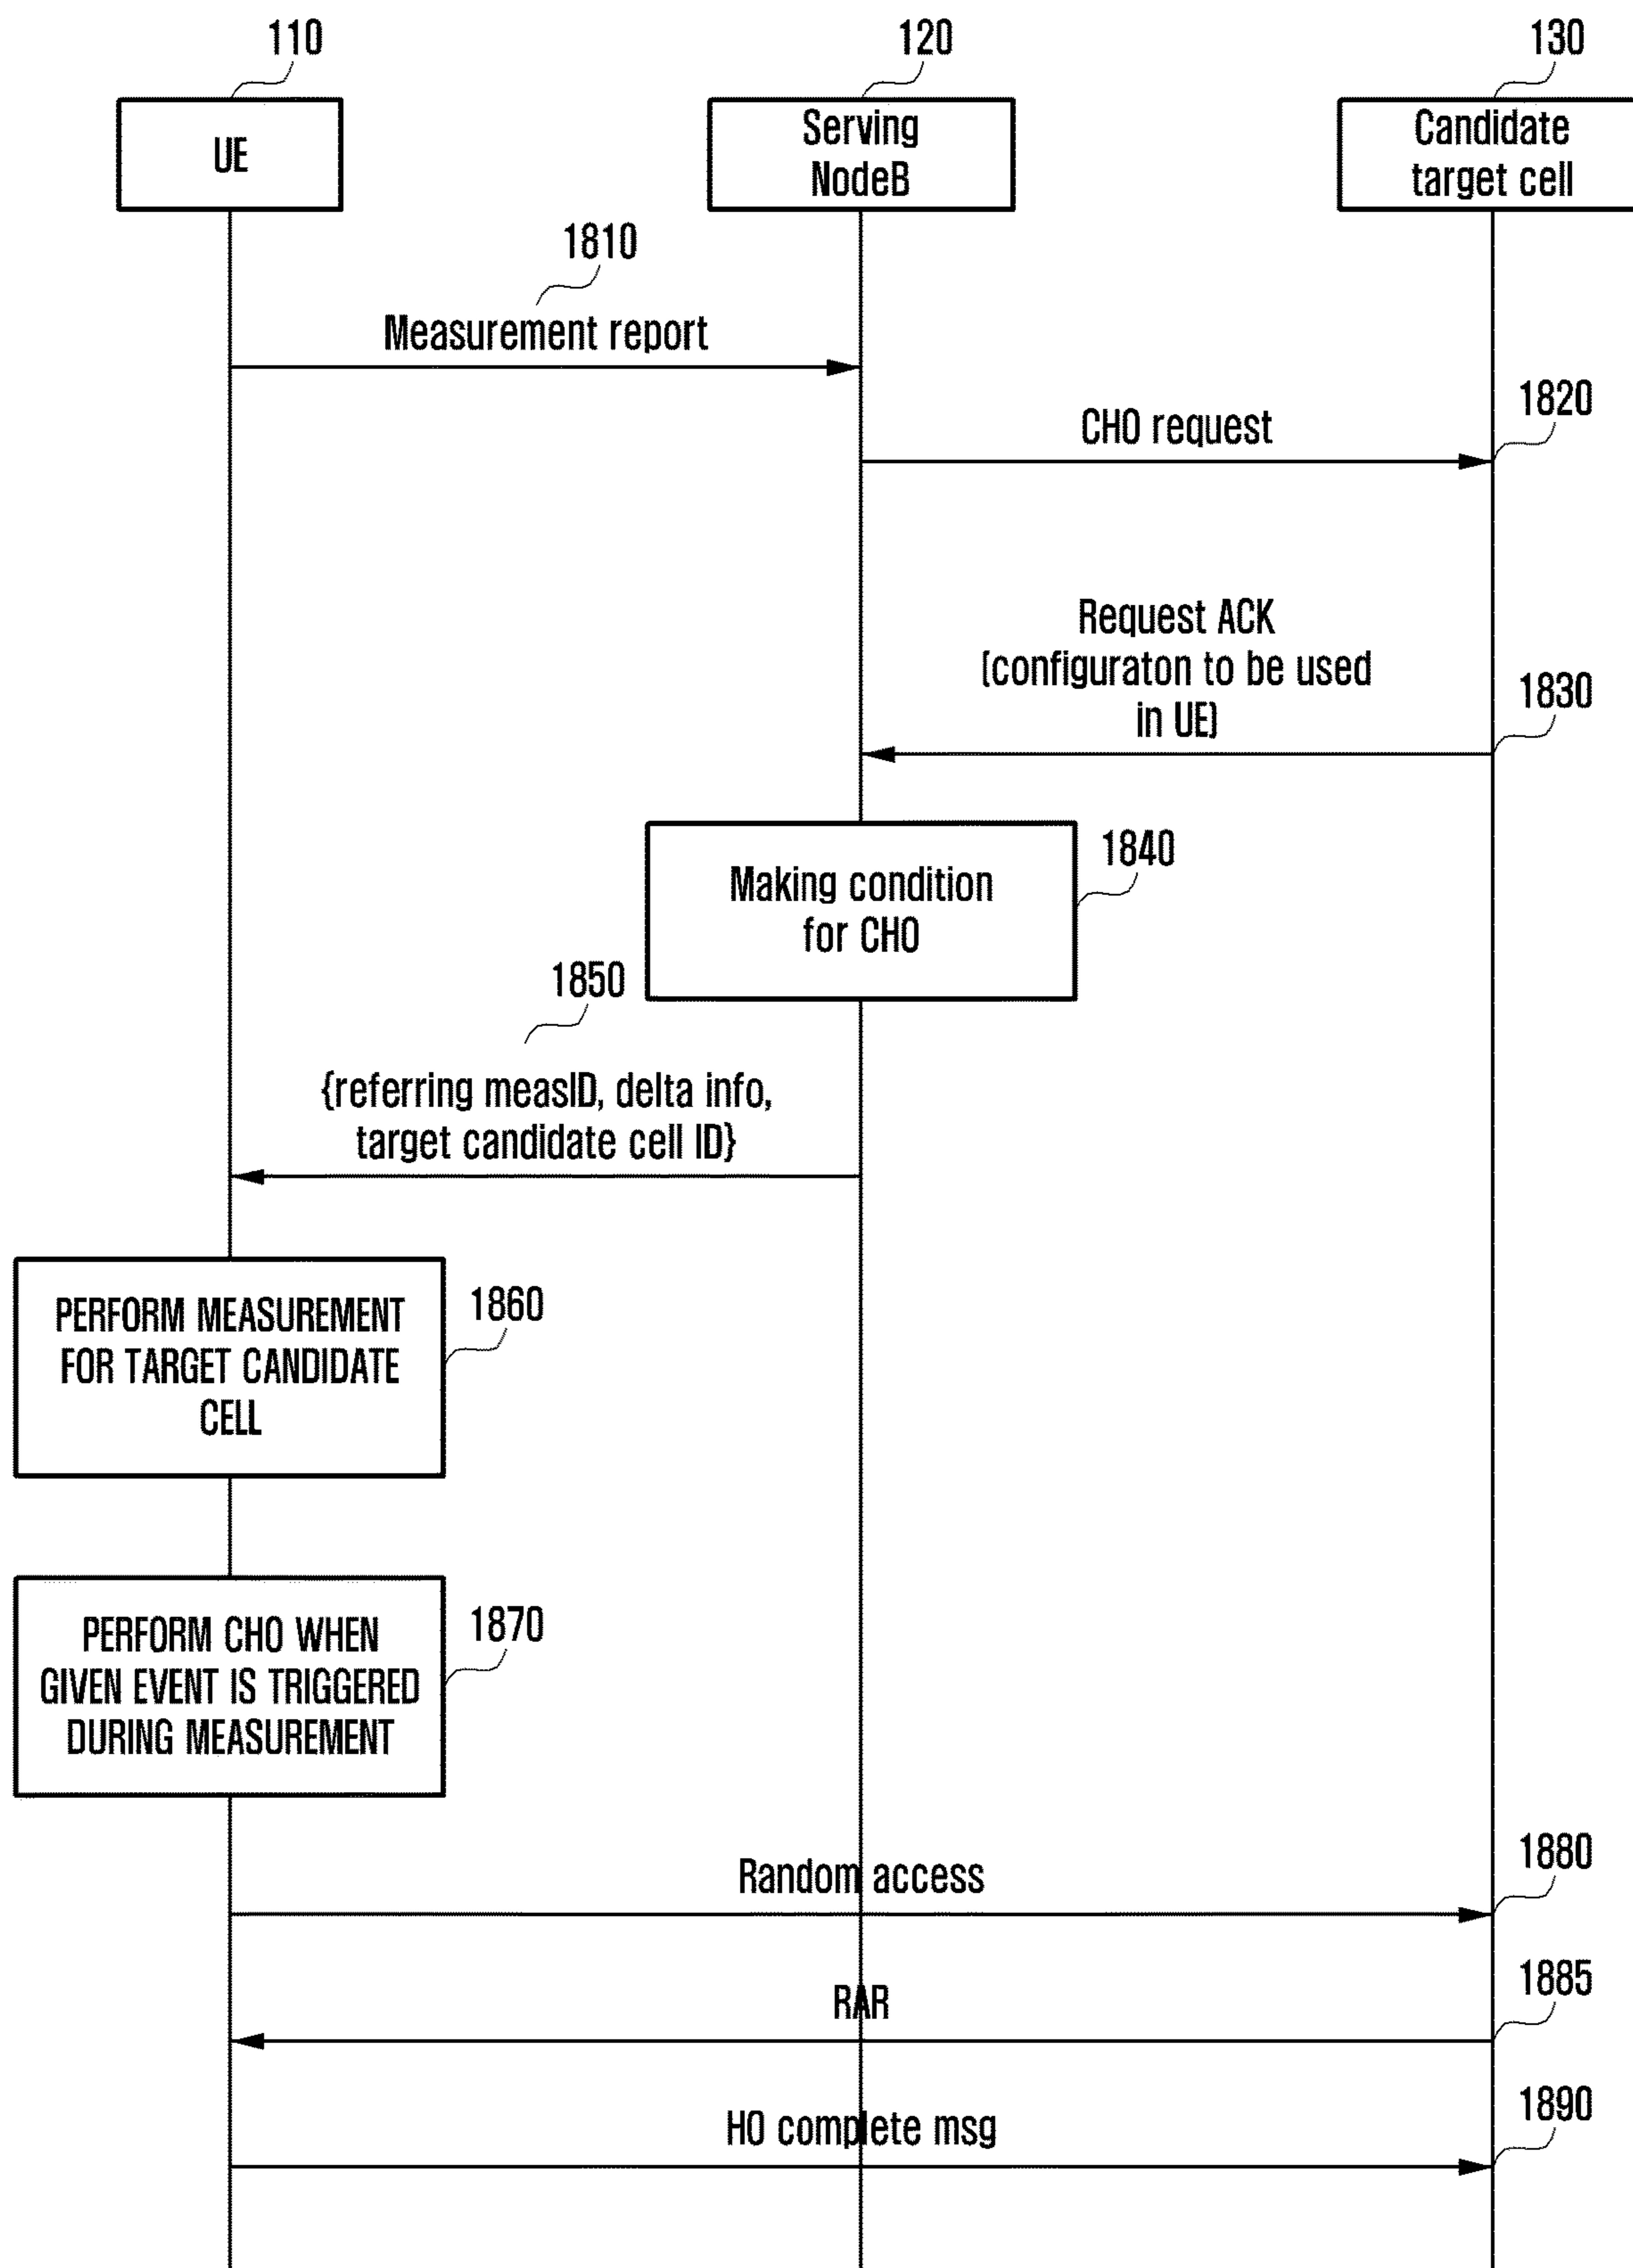 110
120
130
UE
Serving
NodeB
Candidate
target cell
1810
Measurement report
1820
CHO request
Request ACK
(configuraton to be used
in UE)
1830
Making condition
for CHO
1840
1850
{referring measID, delta info,
target candidate cell ID}
PERFORM MEASUREMENT
FOR TARGET CANDIDATE
CELL
1860
PERFORM CHO WHEN
GIVEN EVENT IS TRIGGERED
DURING MEASUREMENT
1870
1880
Random access
1885
RAR
1890
HO complete msg